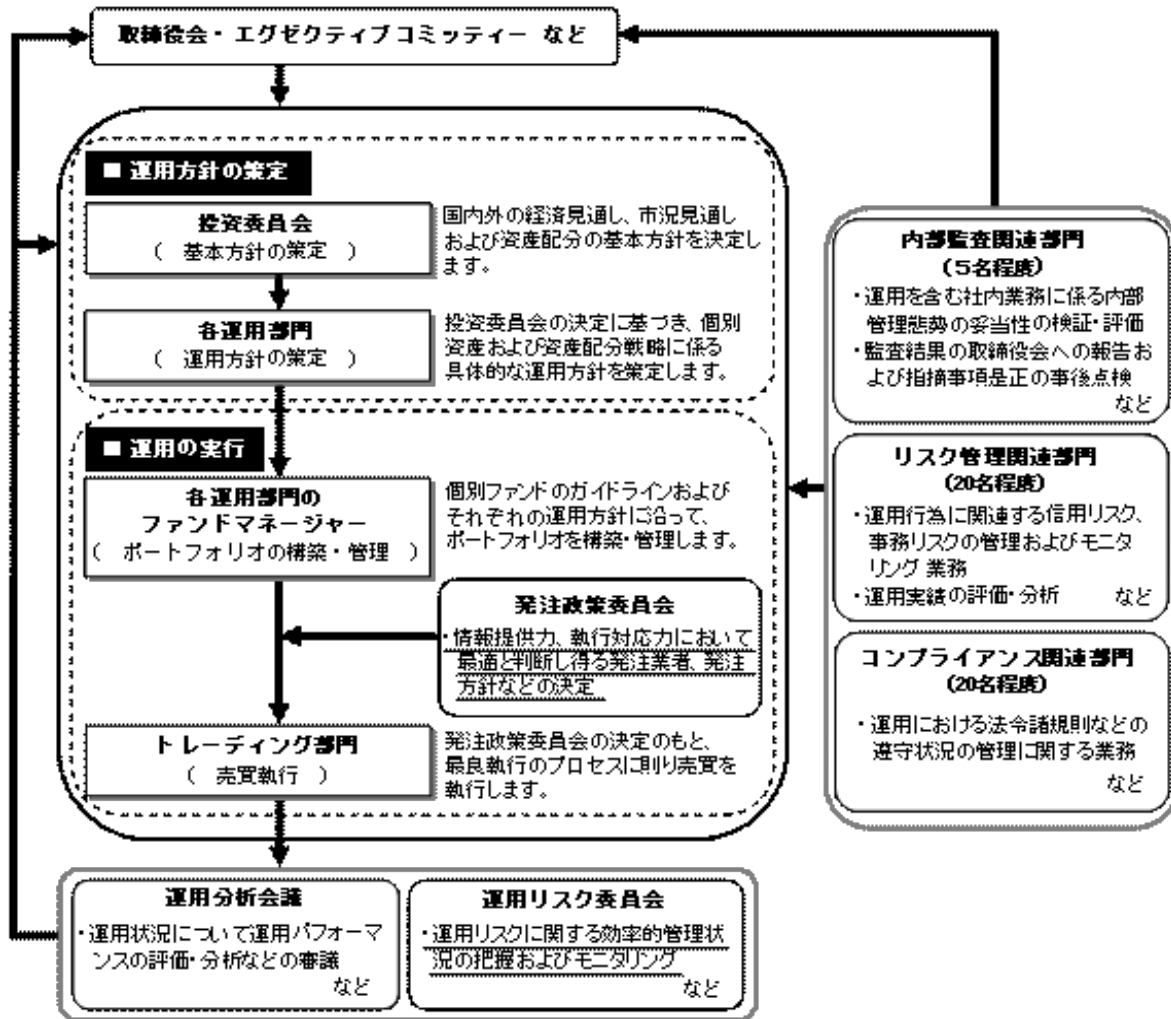 取締役会・エグゼクティブコミッティー など
■ 運用方針の策定
投資委員会
( 基本方針の策定 )
国内外の経済見通し、市況見通し
および資産配分の基本方針を決定し
ます。
各運用部門
( 運用方針の策定 )
投資委員会の決定に基づき、個別
資産および資産配分戦略に係る
具体的な運用方針を策定します。
■ 運用の実行
各運用部門の
ファンドマネージャー
( ポートフォリオの構築・管理 )
個別ファンドのガイドラインおよび
それぞれの運用方針に沿って、
ポートフォリオを構築・管理します。
発注政策委員会
・情報提供力、執行対応力において
最適と判断し得る発注業者、発注
方針などの決定
トレーディング部門
( 売買執行 )
発注政策委員会の決定のもと、
最良執行のプロセスに則り売買を
執行します。
運用分析会議
・運用状況について運用パフォーマ
ンスの評価・分析などの審議
など
運用リスク委員会
・運用リスクに関する効率的管理状
況の把握およびモニタリング
など
内部監査関連部門
(5名程度)
・運用を含む社内業務に係る内部
管理態勢の妥当性の検証・評価
・監査結果の取締役会への報告お
よび指摘事項是正の事後点検
など
リスク管理関連部門
(20名程度)
・運用行為に関連する信用リスク、
事務リスクの管理およびモニタ
リング 業務
・運用実績の評価・分析 など
コンプライアンス関連部門
(20名程度)
・運用における法令諸規則などの
遵守状況の管理に関する業務
など